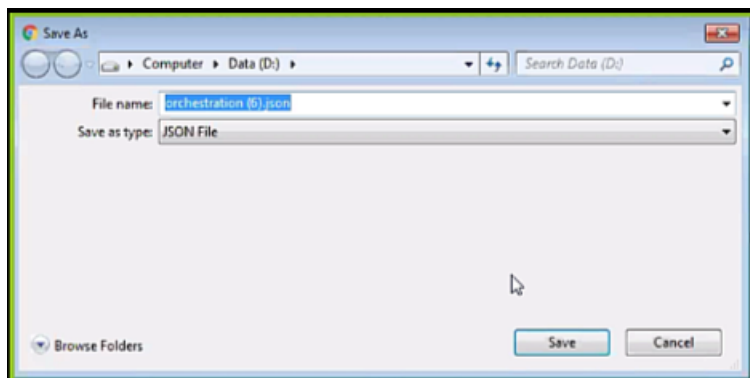 Save As
Computer Data (D:) Search Data (D:)
File name: orchestration (6).json
Save as type: JSON File
Browse Folders Save Cancel